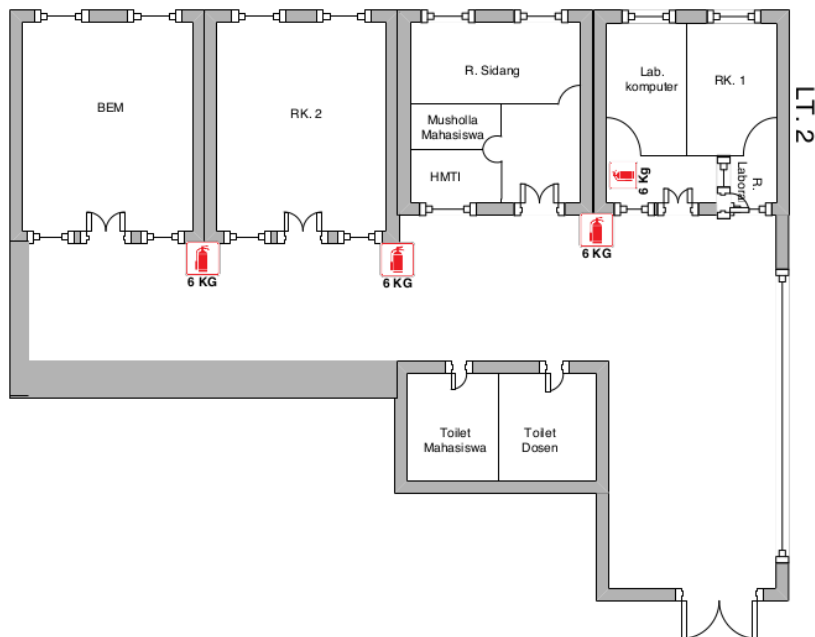 BEM
RK. 2
R. Sidang
Musholla
Mahasiswa
HMTI
Lab.
komputer
RK. 1
LT. 2
6 Kg
R.
6 KG
6 KG
6 KG
Toilet
Mahasiswa
Toilet
Dosen